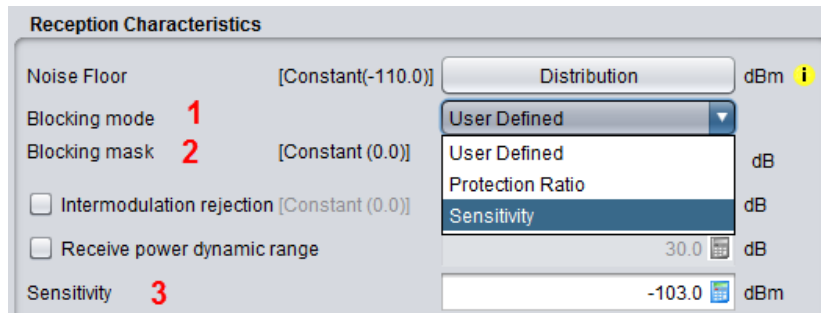 Reception Characteristics
Noise Floor [Constant(-110.0)] Distribution dBm i
Blocking mode 1 User Defined
Blocking mask 2 [Constant (0.0)] User Defined dB
Protection Ratio
Intermodulation rejection [Constant (0.0)] Sensitivity dB
Receive power dynamic range 30.0 dB
Sensitivity 3 -103.0 dBm